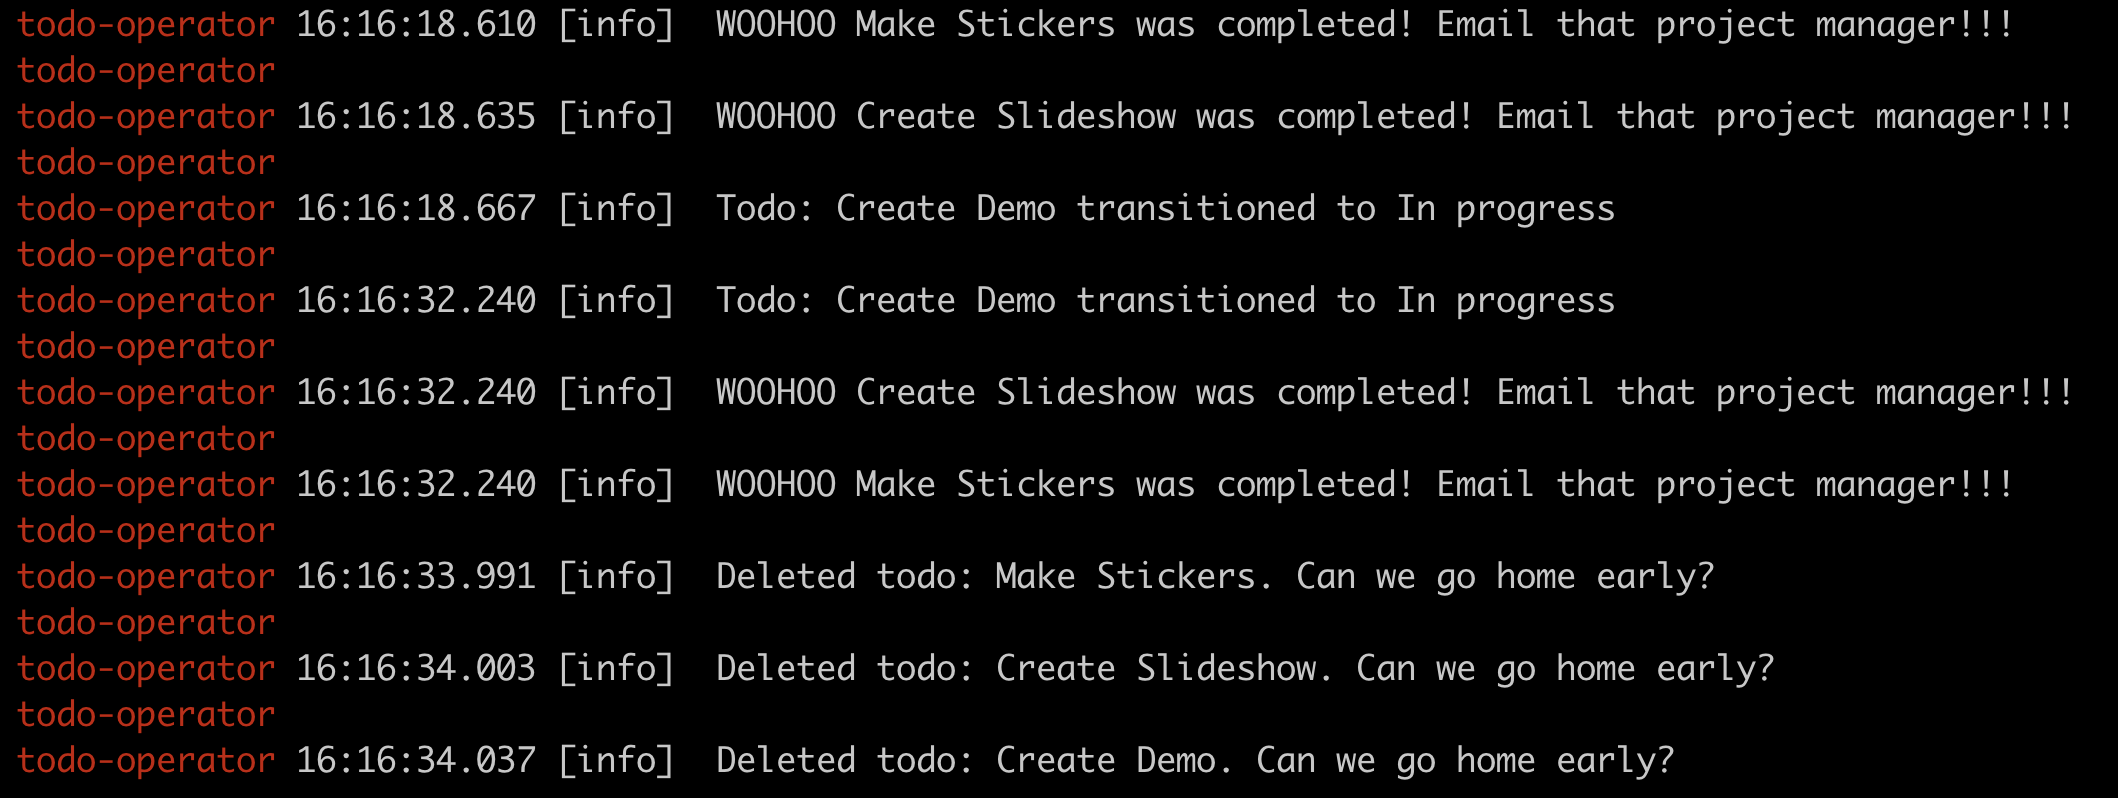 todo-operator 16:16:18.610 [info]  WOOHOO Make Stickers was completed! Email that project manager!!!
todo-operator
todo-operator 16:16:18.635 [info]  WOOHOO Create Slideshow was completed! Email that project manager!!!
todo-operator
todo-operator 16:16:18.667 [info]  Todo: Create Demo transitioned to In progress
todo-operator
todo-operator 16:16:32.240 [info]  Todo: Create Demo transitioned to In progress
todo-operator
todo-operator 16:16:32.240 [info]  WOOHOO Create Slideshow was completed! Email that project manager!!!
todo-operator
todo-operator 16:16:32.240 [info]  WOOHOO Make Stickers was completed! Email that project manager!!!
todo-operator
todo-operator 16:16:33.991 [info]  Deleted todo: Make Stickers. Can we go home early?
todo-operator
todo-operator 16:16:34.003 [info]  Deleted todo: Create Slideshow. Can we go home early?
todo-operator
todo-operator 16:16:34.037 [info]  Deleted todo: Create Demo. Can we go home early?